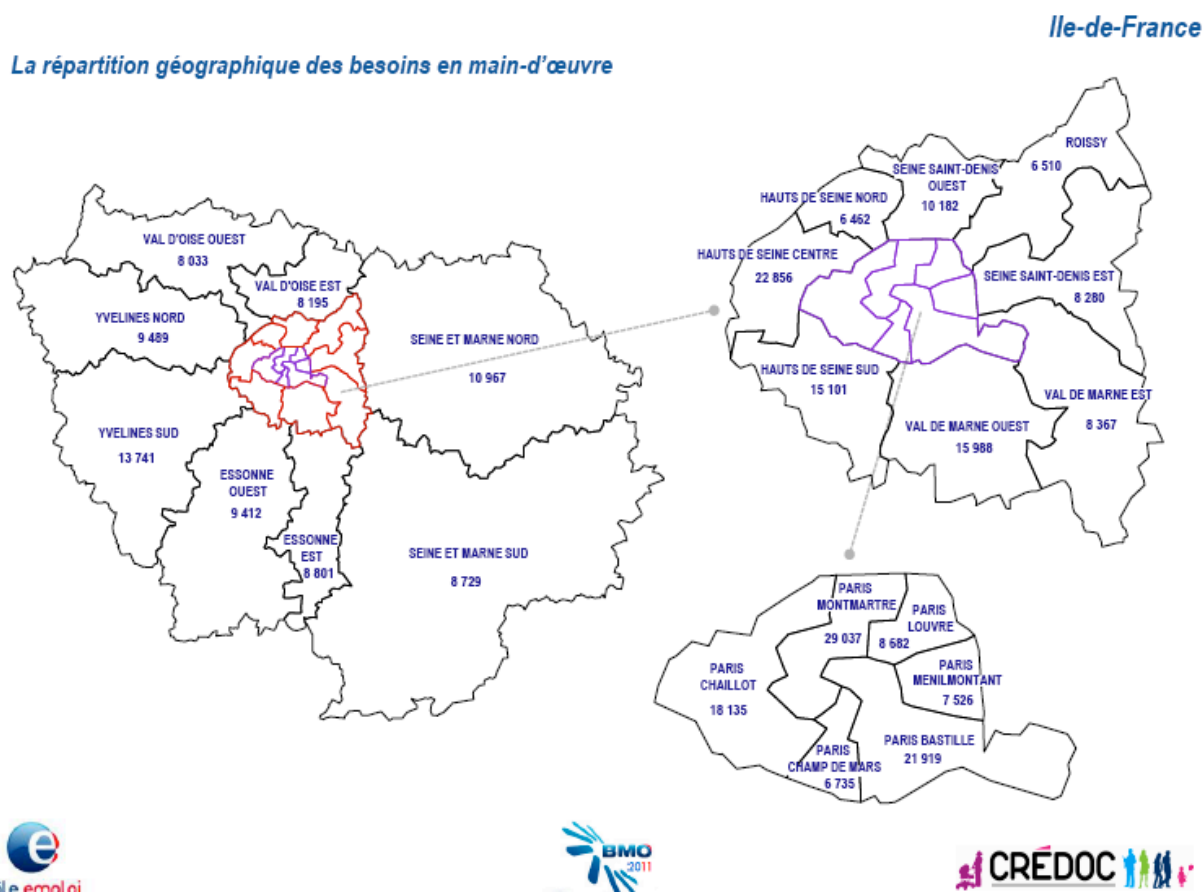 Ile-de-France
La répartition géographique des besoins en main-d'œuvre
VAL D'OISE OUEST
8 033
VAL D'OISE EST
8 195
YVELINES NORD
9 489
SEINE ET MARNE NORD
10 967
YVELINES SUD
13 741
ESSONNE
OUEST
9 412
ESSONNE
EST
8 801
SEINE ET MARNE SUD
8 729
ROISSY
6 510
SEINE SAINT-DENIS
OUEST
10 182
HAUTS DE SEINE NORD
6 462
HAUTS DE SEINE CENTRE
22 856
SEINE SAINT-DENIS EST
8 280
HAUTS DE SEINE SUD
15 101
VAL DE MARNE EST
8 367
VAL DE MARNE OUEST
15 988
PARIS
MONTMARTRE
29 037
PARIS
LOUVRE
8 682
PARIS
CHAILLOT
18 135
PARIS
MENILMONTANT
7 526
PARIS BASTILLE
21 919
PARIS
CHAMP DE MARS
6 735
le emploi
BMO
2011
CRÉDOC